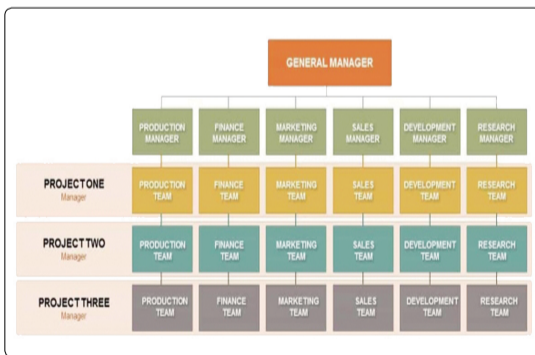 GENERAL MANAGER
PRODUCTION MANAGER
FINANCE MANAGER
MARKETING MANAGER
SALES MANAGER
DEVELOPMENT MANAGER
RESEARCH MANAGER
PROJECT ONE
Manager
PRODUCTION TEAM
FINANCE TEAM
MARKETING TEAM
SALES TEAM
DEVELOPMENT TEAM
RESEARCH TEAM
PROJECT TWO
Manager
PRODUCTION TEAM
FINANCE TEAM
MARKETING TEAM
SALES TEAM
DEVELOPMENT TEAM
RESEARCH TEAM
PROJECT THREE
Manager
PRODUCTION TEAM
FINANCE TEAM
MARKETING TEAM
SALES TEAM
DEVELOPMENT TEAM
RESEARCH TEAM